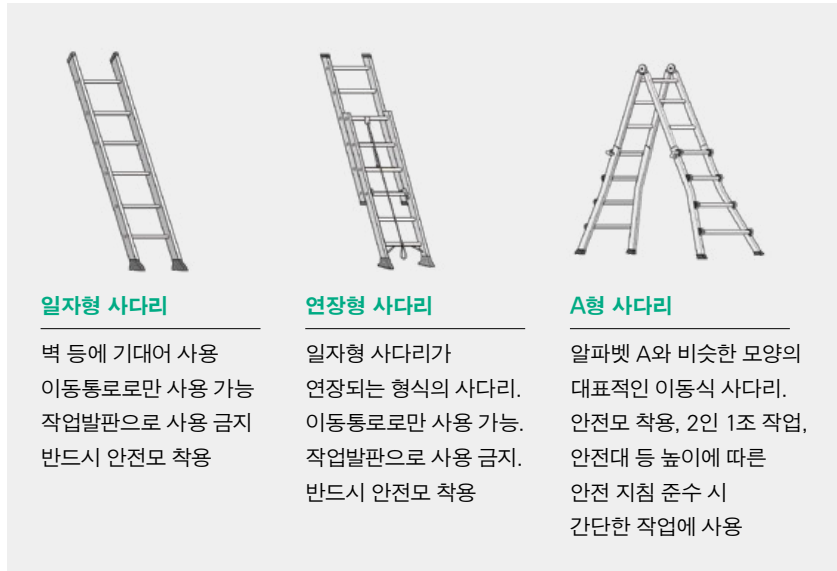 일자형 사다리
벽 등에 기대어 사용
이동통로로만 사용 가능
작업발판으로 사용 금지
반드시 안전모 착용
연장형 사다리
일자형 사다리가
연장되는 형식의 사다리.
이동통로로만 사용 가능.
작업발판으로 사용 금지.
반드시 안전모 착용
A형 사다리
알파벳 A와 비슷한 모양의
대표적인 이동식 사다리.
안전모 착용, 2인 1조 작업,
안전대 등 높이에 따른
안전 지침 준수 시
간단한 작업에 사용